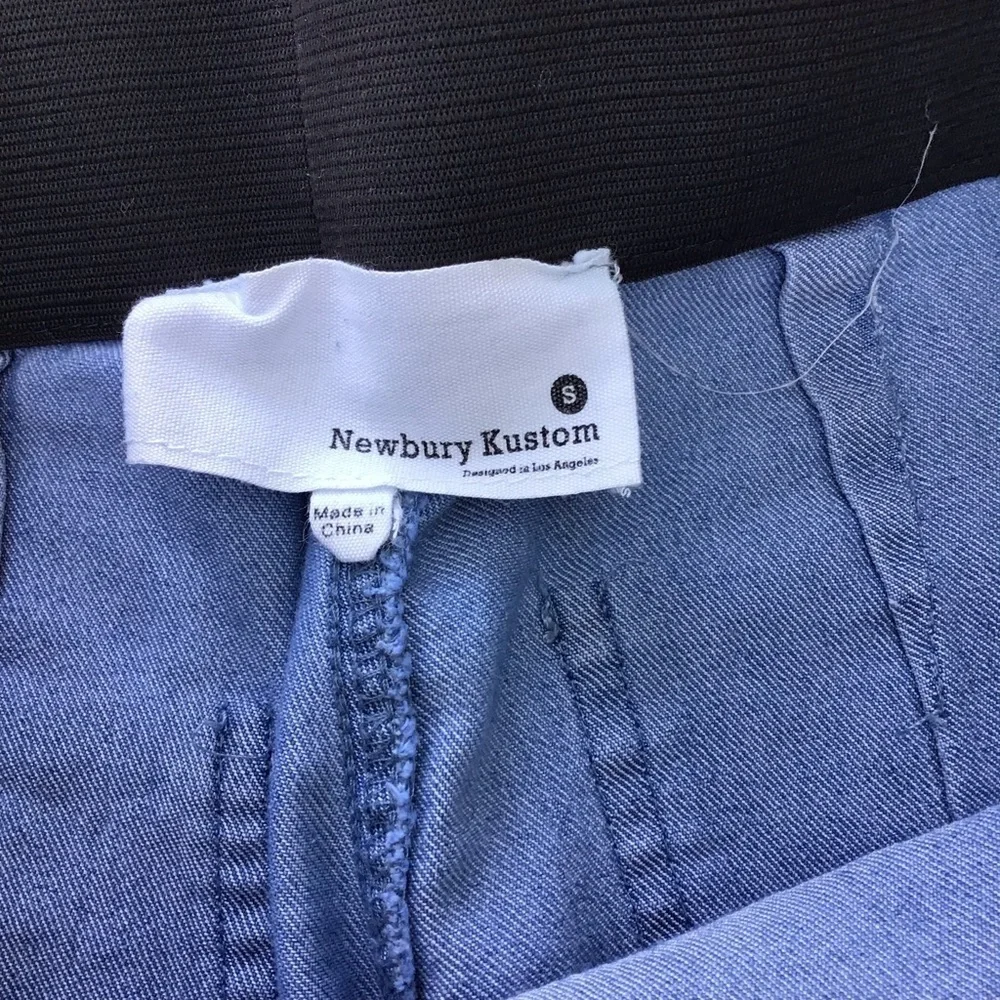 S
Newbury Kustom
Designed in Los Angeles
Made in
China